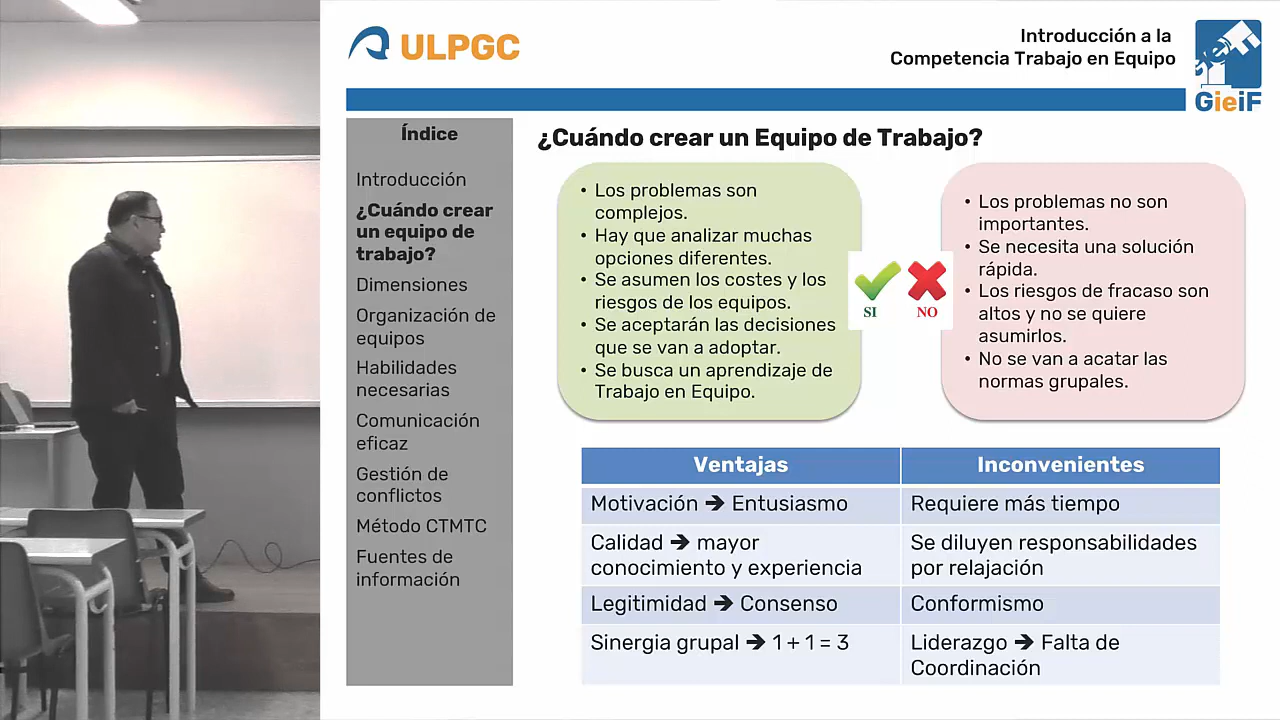 ULPGC
Introducción a la
Competencia Trabajo en Equipo
GieiF
Índice
Introducción
¿Cuándo crear
un equipo de
trabajo?
Dimensiones
Organización de
equipos
Habilidades
necesarias
Comunicación
eficaz
Gestión de
conflictos
Método CTMTC
Fuentes de
información
¿Cuándo crear un Equipo de Trabajo?
• Los problemas son
complejos.
• Hay que analizar muchas
opciones diferentes.
• Se asumen los costes y los
riesgos de los equipos.
• Se aceptarán las decisiones
que se van a adoptar.
• Se busca un aprendizaje de
Trabajo en Equipo.
SI
NO
• Los problemas no son
importantes.
• Se necesita una solución
rápida.
• Los riesgos de fracaso son
altos y no se quiere
asumirlos.
• No se van a acatar las
normas grupales.
Ventajas
Inconvenientes
Motivación → Entusiasmo
Requiere más tiempo
Calidad → mayor
conocimiento y experiencia
Se diluyen responsabilidades
por relajación
Legitimidad → Consenso
Conformismo
Sinergia grupal → 1 + 1 = 3
Liderazgo → Falta de
Coordinación